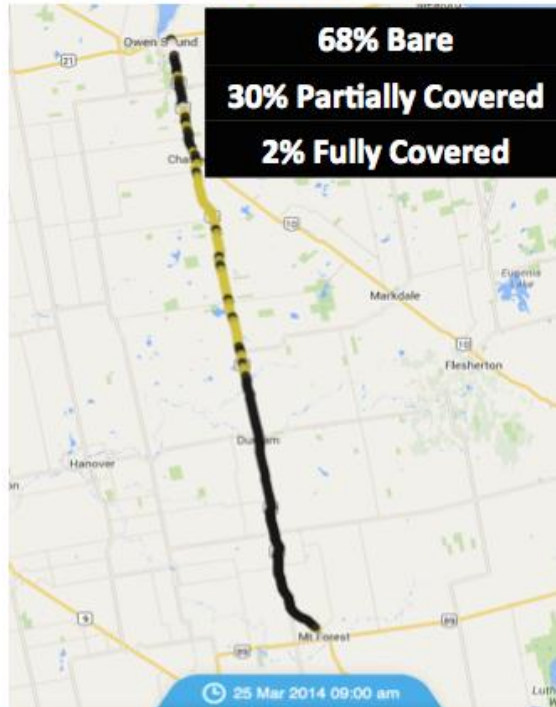 68% Bare
30% Partially Covered
2% Fully Covered
Owen Sound
21
10
Markdale
Eugenia
Lake
10
Flesherton
Durham
Hanover
9
Mt Forest
89
89
25 Mar 2014 09:00 am